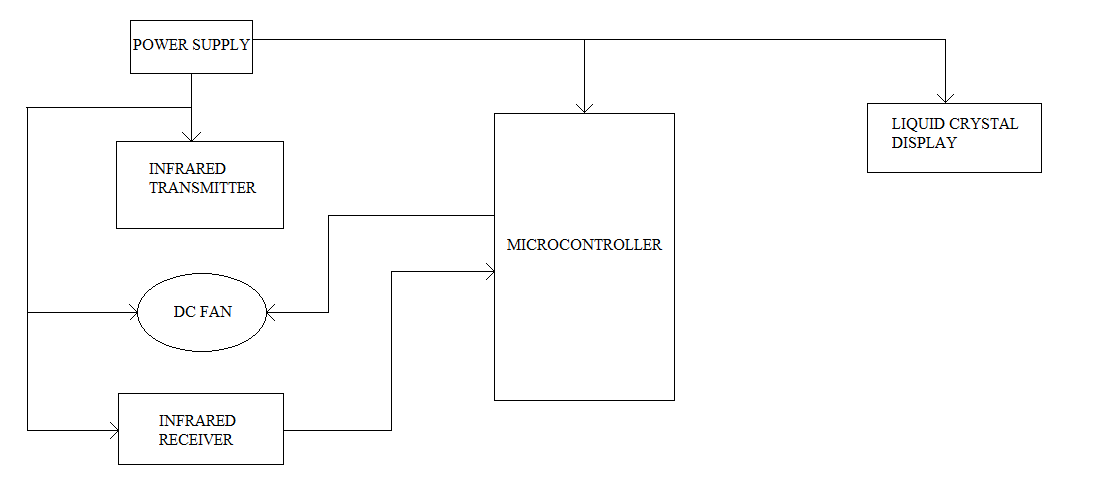 POWER SUPPLY
LIQUID CRYSTAL
DISPLAY
INFRARED
TRANSMITTER
MICROCONTROLLER
DC FAN
INFRARED
RECEIVER